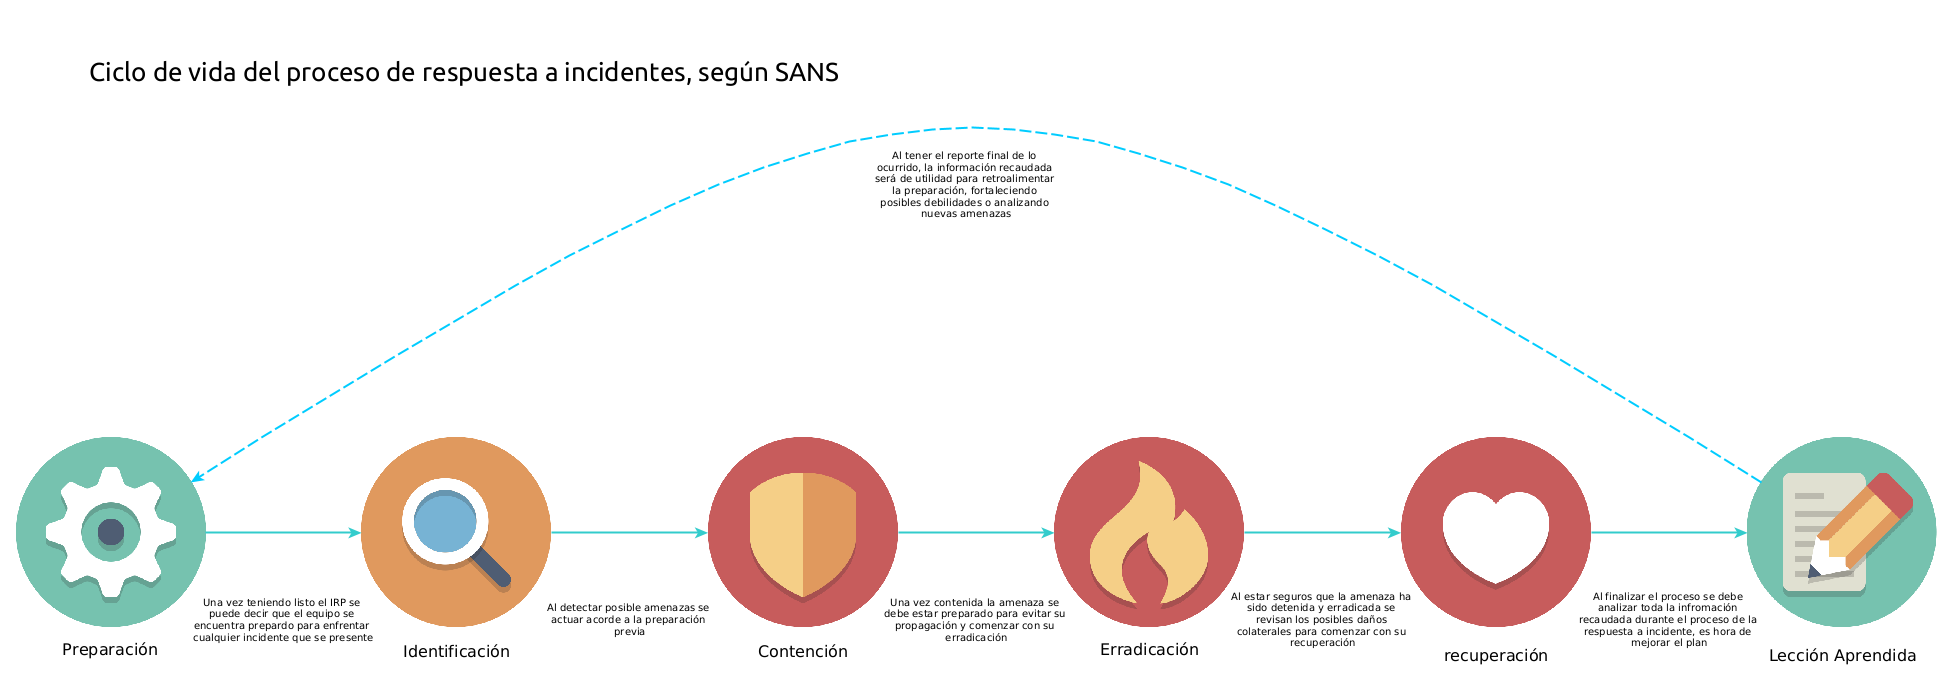 Ciclo de vida del proceso de respuesta a incidentes, según SANS
Al tener el reporte final de lo
ocurrido, la información recaudada
será de utilidad para retroalimentar
la preparación, fortaleciendo
posibles debilidades o analizando
nuevas amenazas
Preparación
Una vez teniendo listo el IRP se
puede decir que el equipo se
encuentra prepardo para enfrentar
cualquier incidente que se presente
Identificación
Al detectar posible amenazas se
actuar acorde a la preparación
previa
Contención
Una vez contenida la amenaza se
debe estar preparado para evitar su
propagación y comenzar con su
erradicación
Erradicación
Al estar seguros que la amenaza ha
sido detenida y erradicada se
revisan los posibles daños
colaterales para comenzar con su
recuperación
recuperación
Al finalizar el proceso se debe
analizar toda la infromación
recaudada durante el proceso de la
respuesta a incidente, es hora de
mejorar el plan
Lección Aprendida